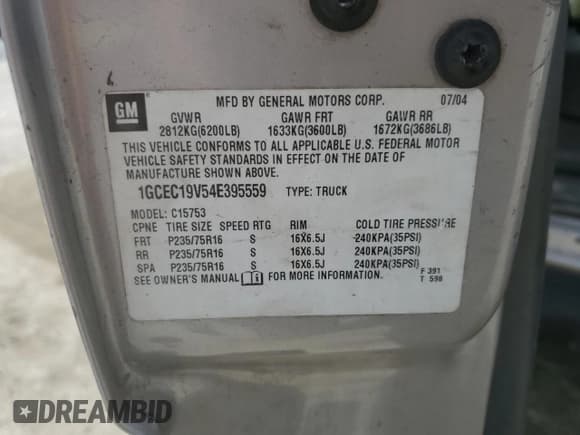 GM
MFD BY GENERAL MOTORS CORP. 07/04
GVWR GAWR FRT GAWR RR
2812KG(6200LB) 1633KG(3600LB) 1672KG(3686LB)
THIS VEHICLE CONFORMS TO ALL APPLICABLE U.S. FEDERAL MOTOR
VEHICLE SAFETY STANDARDS IN EFFECT ON THE DATE OF
MANUFACTURE SHOWN ABOVE.
1GCEC19V54E395559 TYPE: TRUCK
MODEL: C15753
CPNE TIRE SIZE SPEED RTG RIM COLD TIRE PRESSURE
FRT P235/75R16 S 16X6.5J 240KPA(35PSI)
RR P235/75R16 S 16X6.5J 240KPA(35PSI)
SPA P235/75R16 S 16X6.5J 240KPA(35PSI)
SEE OWNER'S MANUAL FOR MORE INFORMATION.
F 391
T 598
DREAMBID